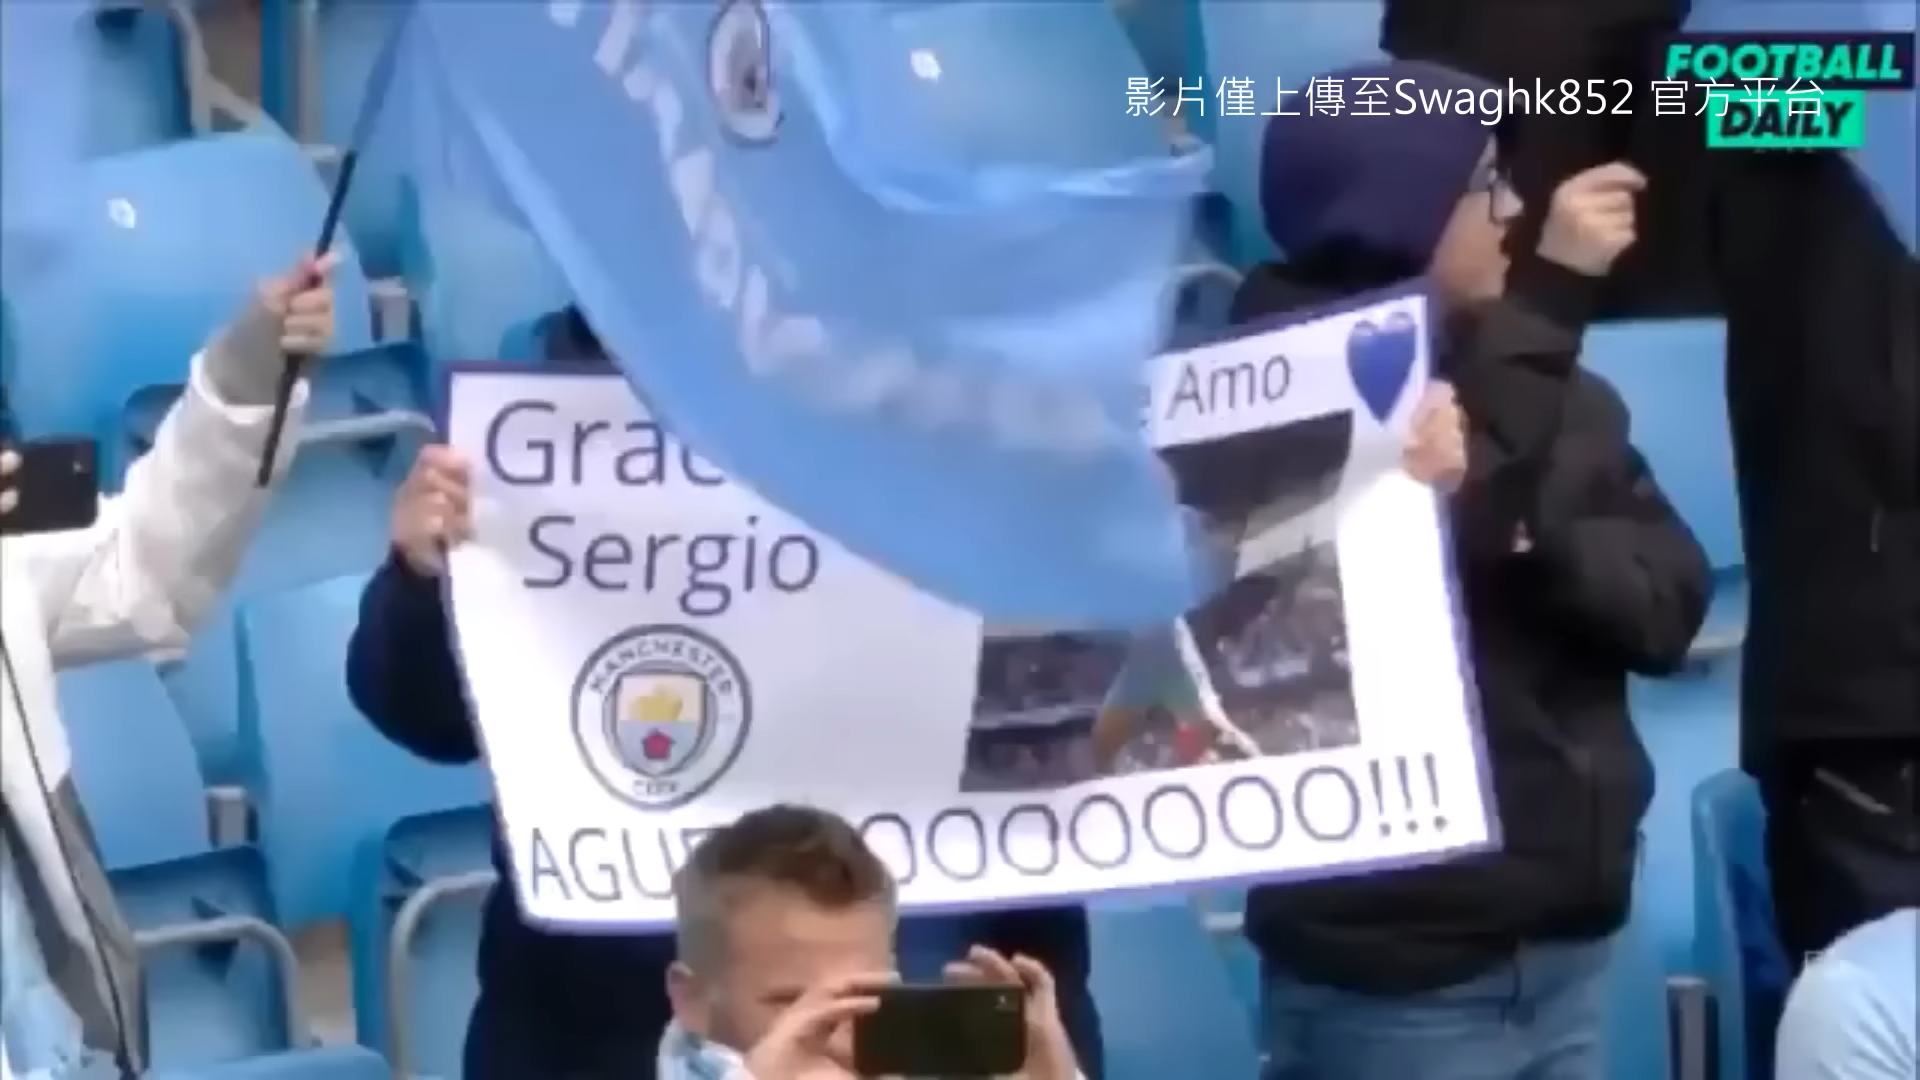 FOOTBALL
影片僅上傳至Swaghk852 官方平台
DAILY
Amo
Sergio
MANCHESTER
CITY
OOOOOOO!!!